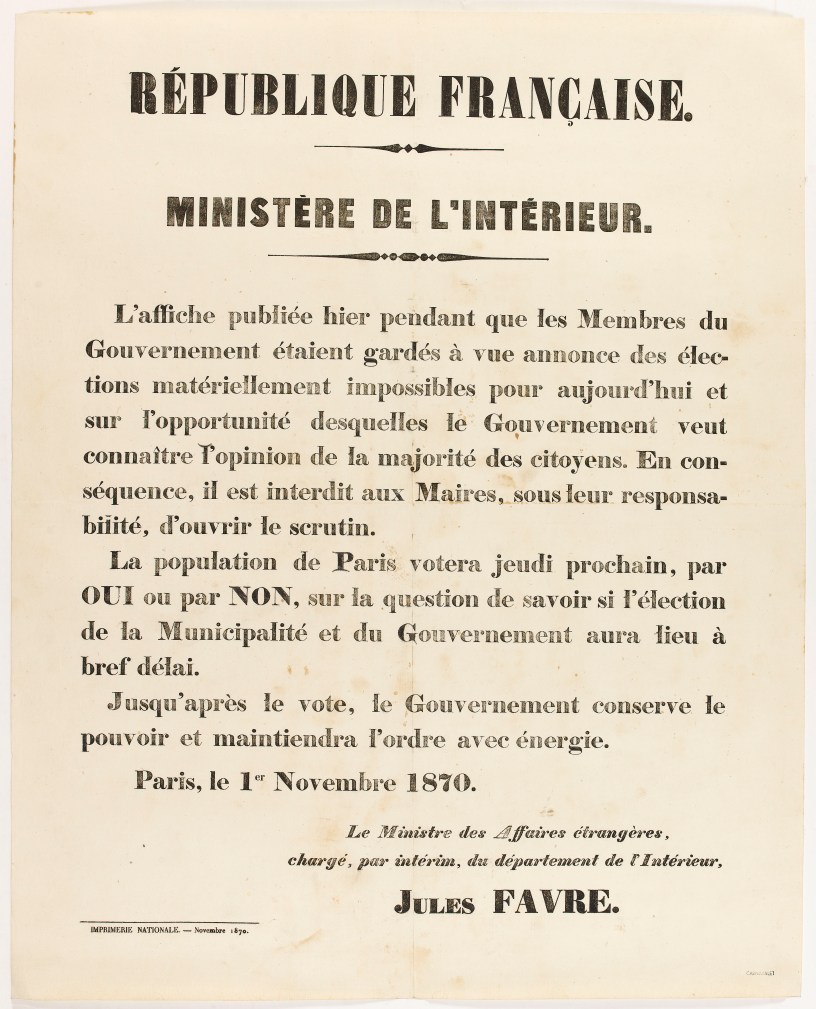 RÉPUBLIQUE FRANÇAISE.
MINISTÈRE DE L'INTÉRIEUR.
L'affiche publiée hier pendant que les Membres du
Gouvernement étaient gardés à vue annonce des élec-
tions matériellement impossibles pour aujourd'hui et
sur l'opportunité desquelles le Gouvernement veut
connaître l'opinion de la majorité des citoyens. En con-
séquence, il est interdit aux Maires, sous leur responsa-
bilité, d'ouvrir le scrutin.
La population de Paris votera jeudi prochain, par
OUI ou par NON, sur la question de savoir si l'élection
de la Municipalité et du Gouvernement aura lieu à
bref délai.
Jusqu'après le vote, le Gouvernement conserve le
pouvoir et maintiendra l'ordre avec énergie.
Paris, le 1er Novembre 1870.
Le Ministre des Affaires étrangères,
chargé, par intérim, du département de l'Intérieur,
JULES FAVRE.
IMPRIMERIE NATIONALE. — Novembre 1870.